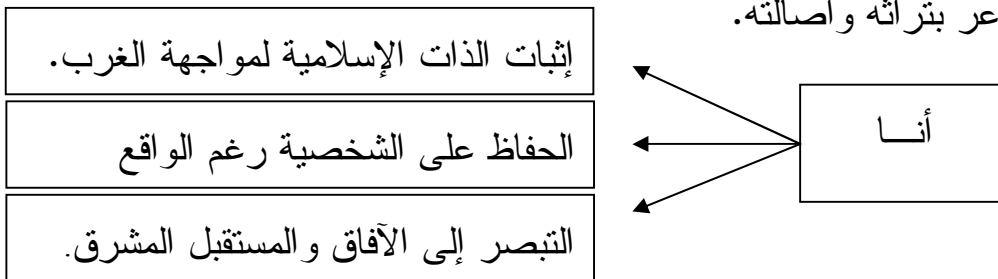 عر بتراثه وأصالته.
أنــا
إثبات الذات الإسلامية لمواجهة الغرب.
الحفاظ على الشخصية رغم الواقع
التبصر إلى الآفاق والمستقبل المشرق.